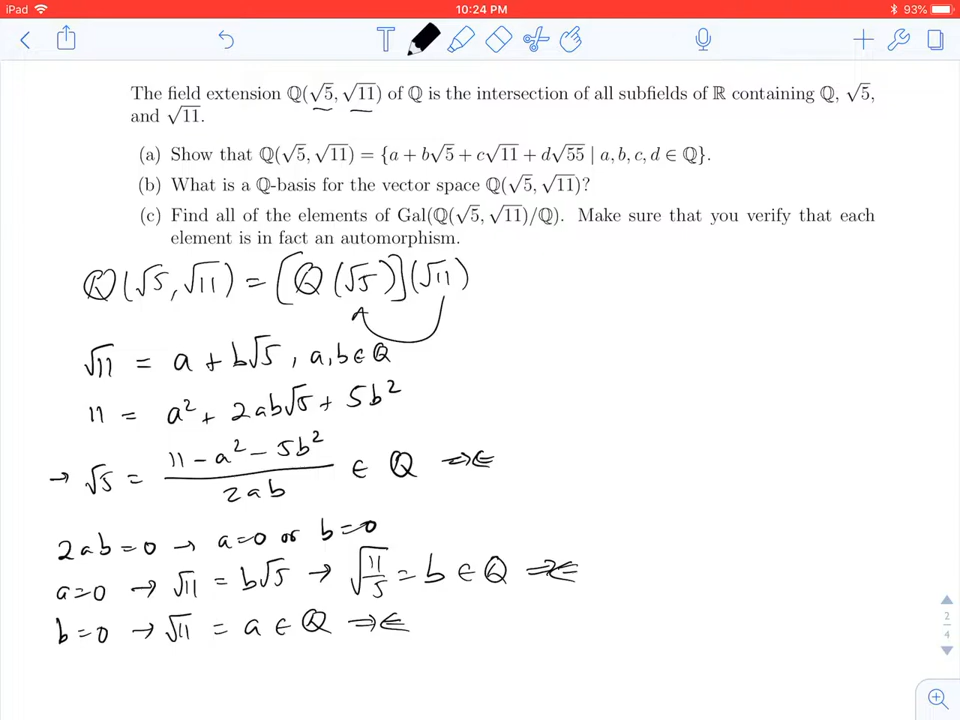 iPad 10:24 PM 93%
T
The field extension ℚ(√5, √11) of ℚ is the intersection of all subfields of ℝ containing ℚ, √5,
and √11.
(a) Show that ℚ(√5, √11) = {a + b√5 + c√11 + d√55 | a, b, c, d ∈ ℚ}.
(b) What is a ℚ-basis for the vector space ℚ(√5, √11)?
(c) Find all of the elements of Gal(ℚ(√5, √11)/ℚ). Make sure that you verify that each
element is in fact an automorphism.
ℚ(√5, √11) = [ℚ(√5)](√11)
√11 = a + b√5, a, b ∈ ℚ
11 = a² + 2ab√5 + 5b²
→ √5 = (11 - a² - 5b²)/(2ab) ∈ ℚ ⇒⇐
2ab = 0 → a=0 or b=0
a=0 → √11 = b√5 → √(11/5) = b ∈ ℚ ⇒⇐
b=0 → √11 = a ∈ ℚ ⇒⇐
2
4